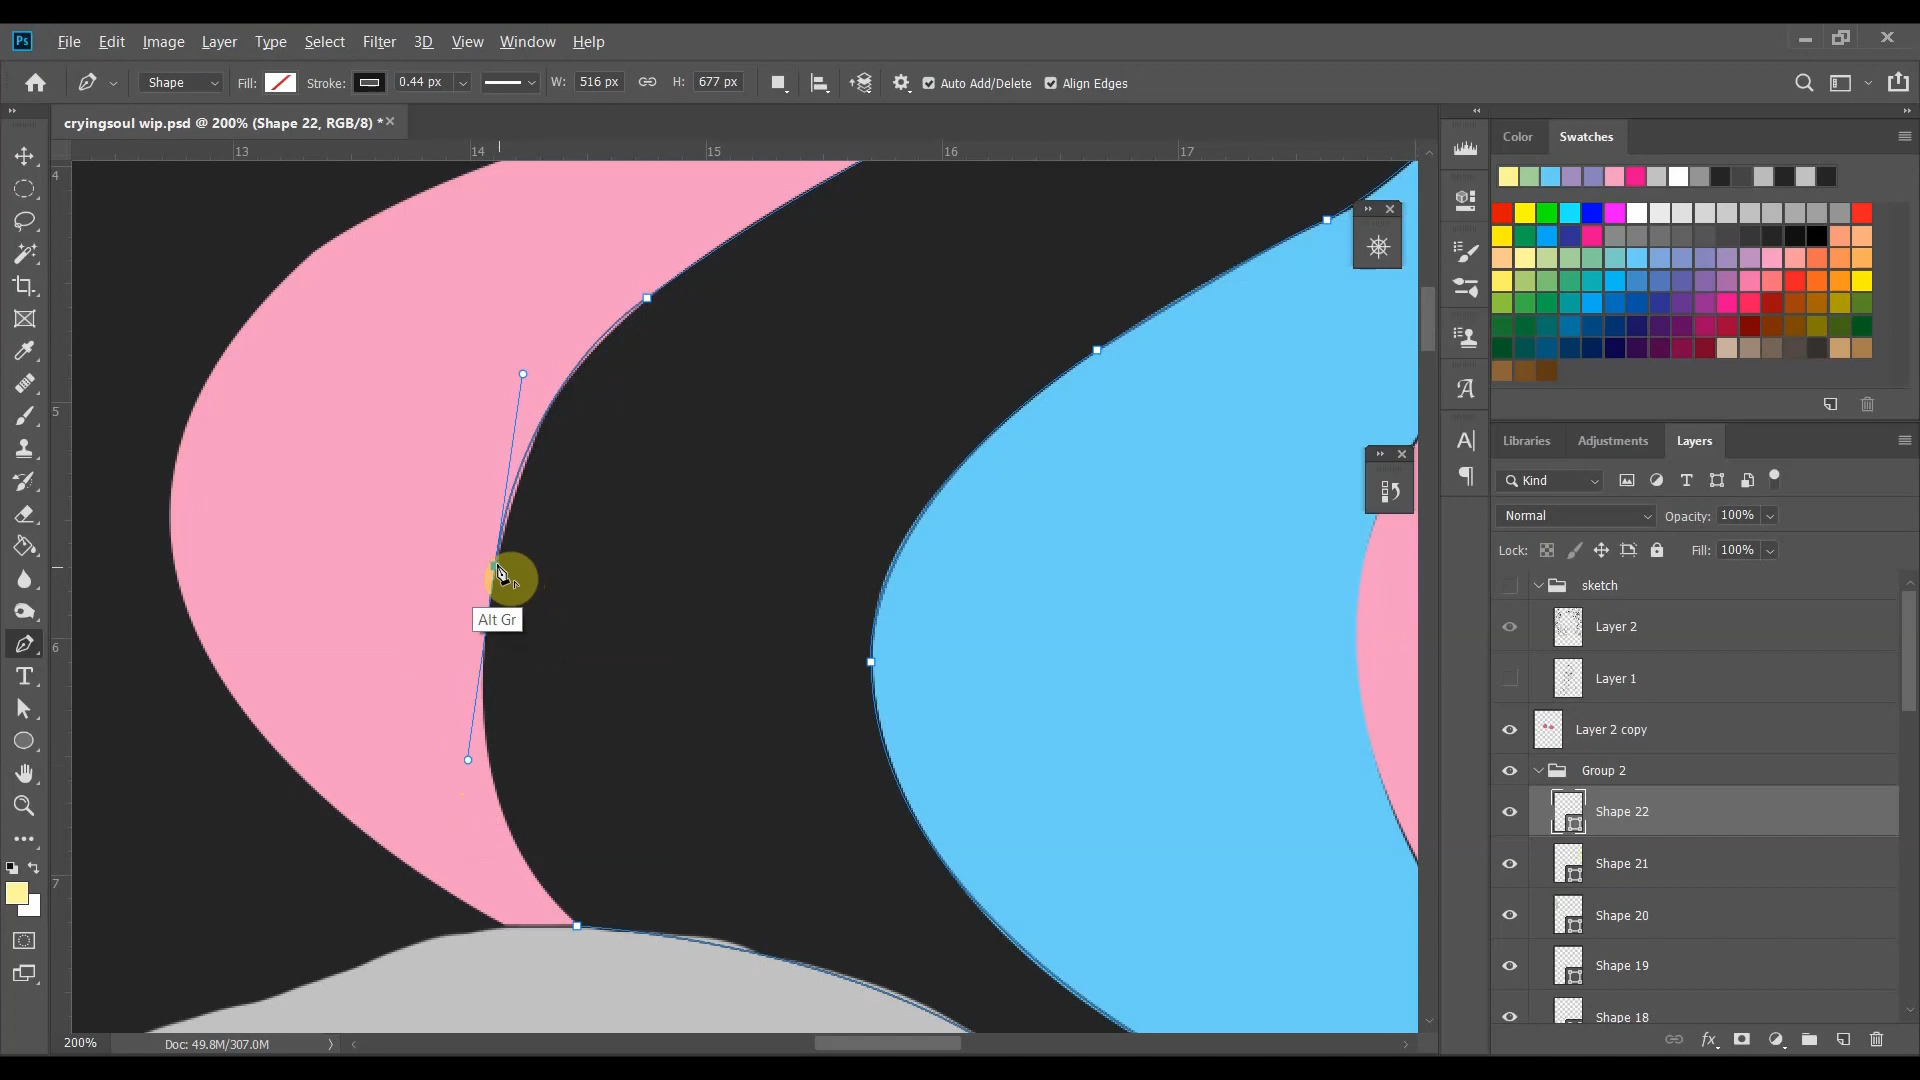 Ps File Edit Image Layer Type Select Filter 3D View Window Help
Shape Fill: Stroke: 0.44 px W: 516 px H: 677 px Auto Add/Delete Align Edges
cryingsoul wip.psd @ 200% (Shape 22, RGB/8) *
13 14 15 16 17
4
5
6
7
Alt Gr
Color Swatches
Libraries Adjustments Layers
Kind
Normal Opacity: 100%
Lock: Fill: 100%
sketch
Layer 2
Layer 1
Layer 2 copy
Group 2
Shape 22
Shape 21
Shape 20
Shape 19
Shape 18
200% Doc: 49.8M/307.0M